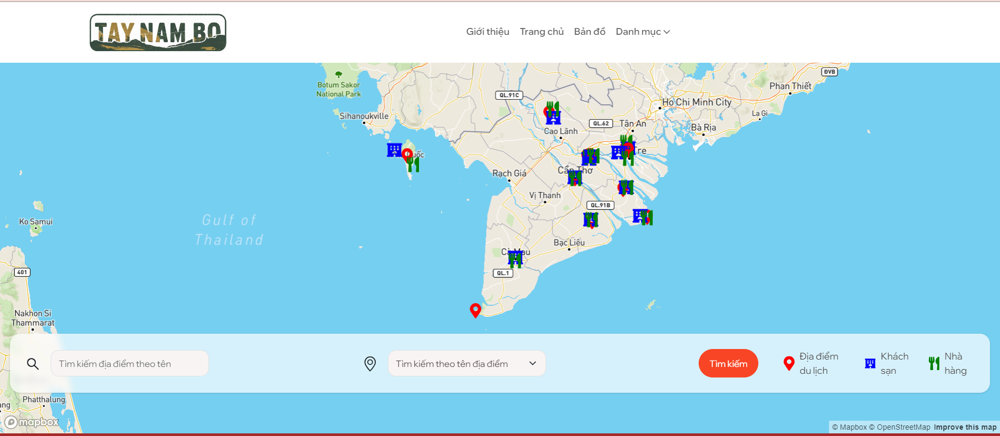 TAY NAM BO
Giới thiệu
Trang chủ
Bản đồ
Danh mục
ĐVB
Botum Sakor
National Park
Phan Thiết
QL.91C
Ho Chi Minh City
Sihanoukville
La Gi
QL.62
Tân An
Bà Rịa
Cao Lãnh
Tre
uốc
Rạch Giá
Cần Thơ
Vị Thanh
QL.91B
Gulf of
Thailand
Ko Samui
Bạc Liêu
Cà Mau
401
QL.1
Nakhon Si
Thammarat
Tìm kiếm địa điểm theo tên
Tìm kiếm theo tên địa điểm
Tìm kiếm
Địa điểm
du lịch
Khách
sạn
Nhà
hàng
Phatthalung
ang
mapbox
© Mapbox © OpenStreetMap Improve this map